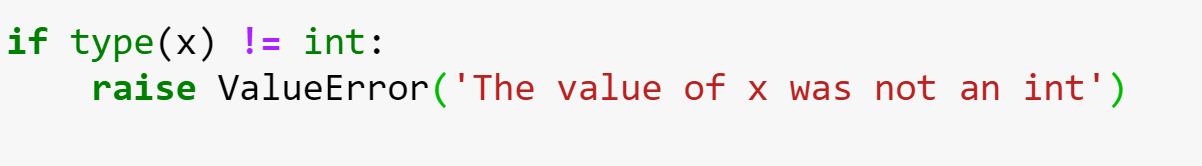 if type(x) != int:
    raise ValueError('The value of x was not an int')